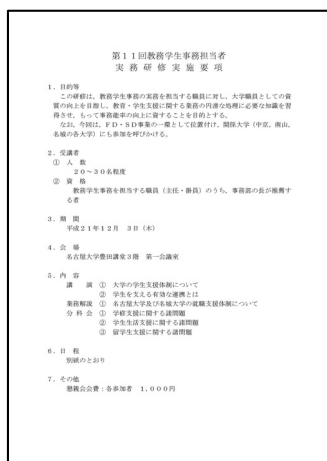 第11回教務学生事務担当者
実務研修実施要項
1.目的等
この研修は、教務学生事務の実務を担当する職員に対し、大学職員としての資
質の向上を目指し、教育・学生支援に関する業務の円滑な処理に必要な知識を習
得させ、もって事務能率の向上に資することを目的とする。
なお、今回は、FD・SD事業の一環として位置付け、関係大学(中京、南山、
名城の各大学)にも参加を呼びかける。
2.受講者
① 人 数
20~30名程度
② 資 格
教務学生事務を担当する職員(主任・掛員)のうち、事務部の長が推薦す
る者
3.期 間
平成21年12月 3日(木)
4.会 場
名古屋大学豊田講堂3階 第一会議室
5.内 容
講 演 ① 大学の学生支援体制について
② 学生を支える有効な連携とは
業務解説 ① 名古屋大学及び名城大学の就職支援体制について
分科会 ① 学修支援に関する諸問題
② 学生生活支援に関する諸問題
③ 留学生支援に関する諸問題
6.日 程
別紙のとおり
7.その他
懇親会会費:各参加者 1,000円